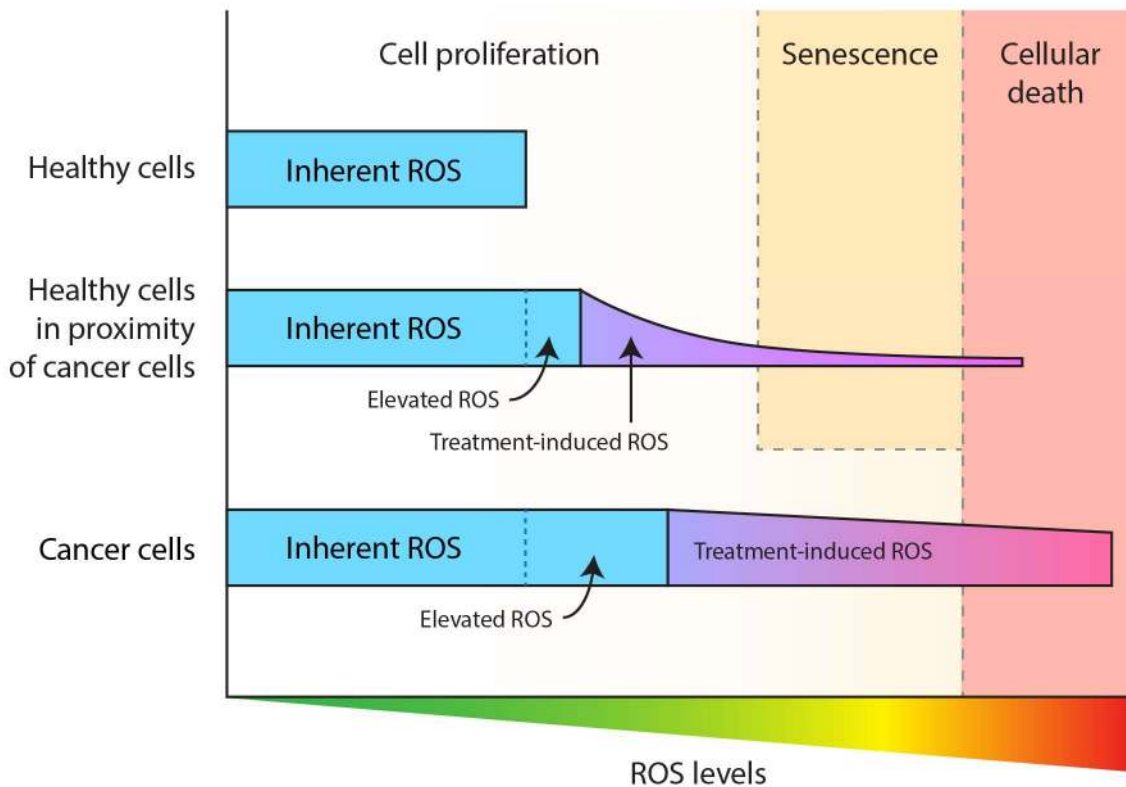 Cell proliferation
Senescence
Cellular
death
Healthy cells
Inherent ROS
Healthy cells
in proximity
of cancer cells
Inherent ROS
Elevated ROS
Treatment-induced ROS
Cancer cells
Inherent ROS
Treatment-induced ROS
Elevated ROS
ROS levels